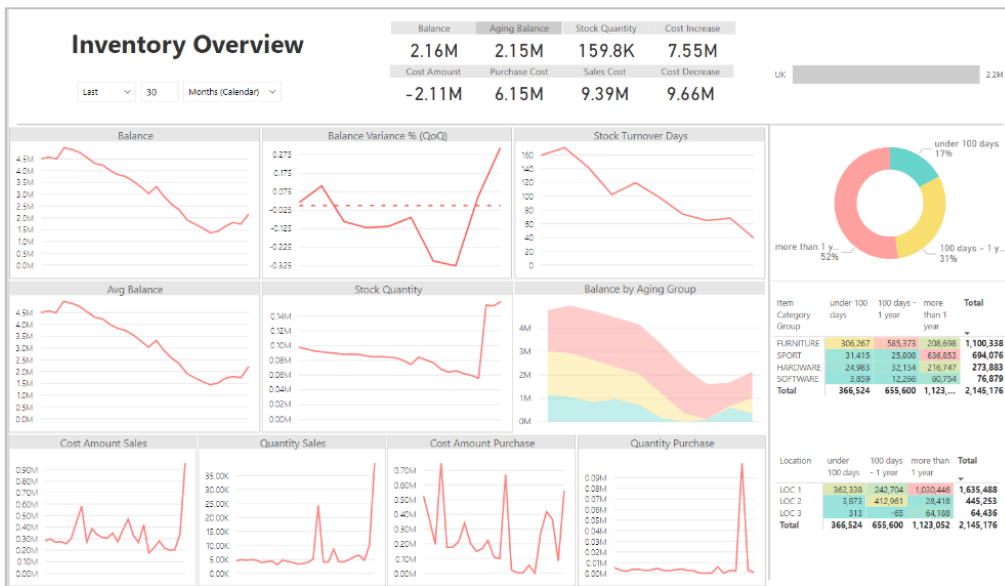 Inventory Overview
Last 30 Months (Calendar)
Balance Aging Balance Stock Quantity Cost Increase
2.16M 2.15M 159.8K 7.55M
Cost Amount Purchase Cost Sales Cost Cost Decrease
-2.11M 6.15M 9.39M 9.66M
UK 2.2M
Balance
4.5M
4.0M
3.5M
3.0M
2.5M
2.0M
1.5M
1.0M
0.5M
0.0M
Balance Variance % (QoQ)
0.275
0.175
0.075
-0.025
-0.125
-0.225
-0.325
Stock Turnover Days
160
140
120
100
80
60
40
20
0
under 100 days
17%
100 days - 1 y...
31%
more than 1 y...
52%
Avg Balance
4.5M
4.0M
3.5M
3.0M
2.5M
2.0M
1.5M
1.0M
0.5M
0.0M
Stock Quantity
0.14M
0.12M
0.10M
0.08M
0.06M
0.04M
0.02M
0.00M
Balance by Aging Group
4M
3M
2M
1M
0M
Item Category Group under 100 days 100 days - 1 year more than 1 year Total
FURNITURE 306,267 585,373 208,698 1,100,338
SPORT 31,415 25,808 636,853 694,076
HARDWARE 24,983 32,154 216,747 273,883
SOFTWARE 3,859 12,266 60,754 76,879
Total 366,524 655,600 1,123,... 2,145,176
Cost Amount Sales
0.90M
0.80M
0.70M
0.60M
0.50M
0.40M
0.30M
0.20M
0.10M
0.00M
Quantity Sales
35.00K
30.00K
25.00K
20.00K
15.00K
10.00K
5.00K
0.00K
Cost Amount Purchase
0.70M
0.60M
0.50M
0.40M
0.30M
0.20M
0.10M
0.00M
Quantity Purchase
0.09M
0.08M
0.07M
0.06M
0.05M
0.04M
0.03M
0.02M
0.01M
0.00M
Location under 100 days 100 days - 1 year more than 1 year Total
LOC 1 362,338 242,704 1,030,446 1,635,488
LOC 2 3,873 412,961 28,418 445,253
LOC 3 313 -65 64,188 64,436
Total 366,524 655,600 1,123,052 2,145,176